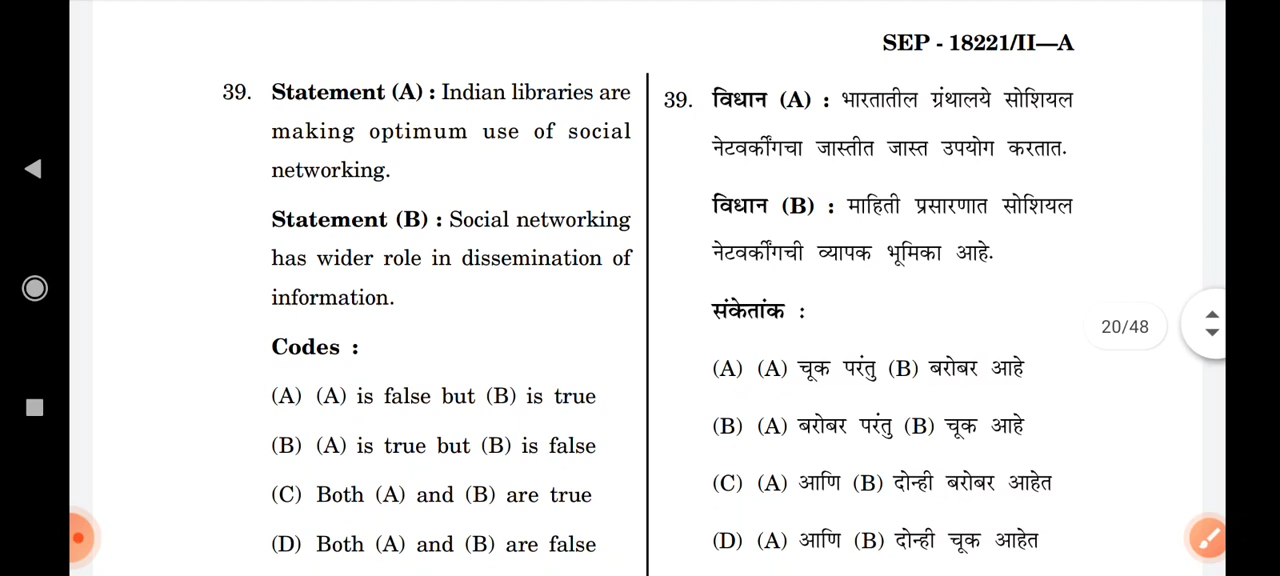 SEP - 18221/II—A
39. Statement (A) : Indian libraries are
making optimum use of social
networking.
Statement (B) : Social networking
has wider role in dissemination of
information.
Codes :
(A) (A) is false but (B) is true
(B) (A) is true but (B) is false
(C) Both (A) and (B) are true
(D) Both (A) and (B) are false
39. विधान (A) : भारतातील ग्रंथालये सोशियल
नेटवर्कींगचा जास्तीत जास्त उपयोग करतात.
विधान (B) : माहिती प्रसारणात सोशियल
नेटवर्कींगची व्यापक भूमिका आहे.
संकेतांक :
(A) (A) चूक परंतु (B) बरोबर आहे
(B) (A) बरोबर परंतु (B) चूक आहे
(C) (A) आणि (B) दोन्ही बरोबर आहेत
(D) (A) आणि (B) दोन्ही चूक आहेत
20/48